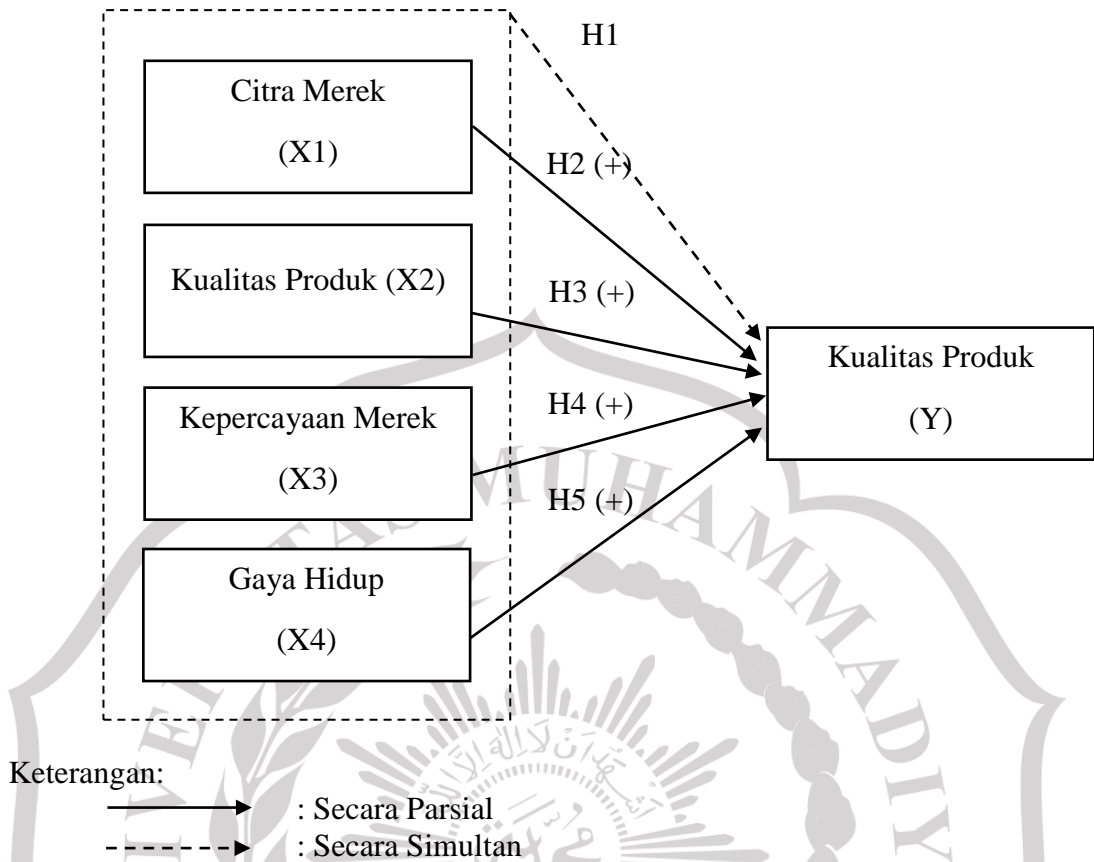 H1
Citra Merek
(X1)
H2 (+)
Kualitas Produk (X2)
H3 (+)
Kualitas Produk
(Y)
Kepercayaan Merek
(X3)
H4 (+)
H5 (+)
Gaya Hidup
(X4)
Keterangan:
: Secara Parsial
: Secara Simultan